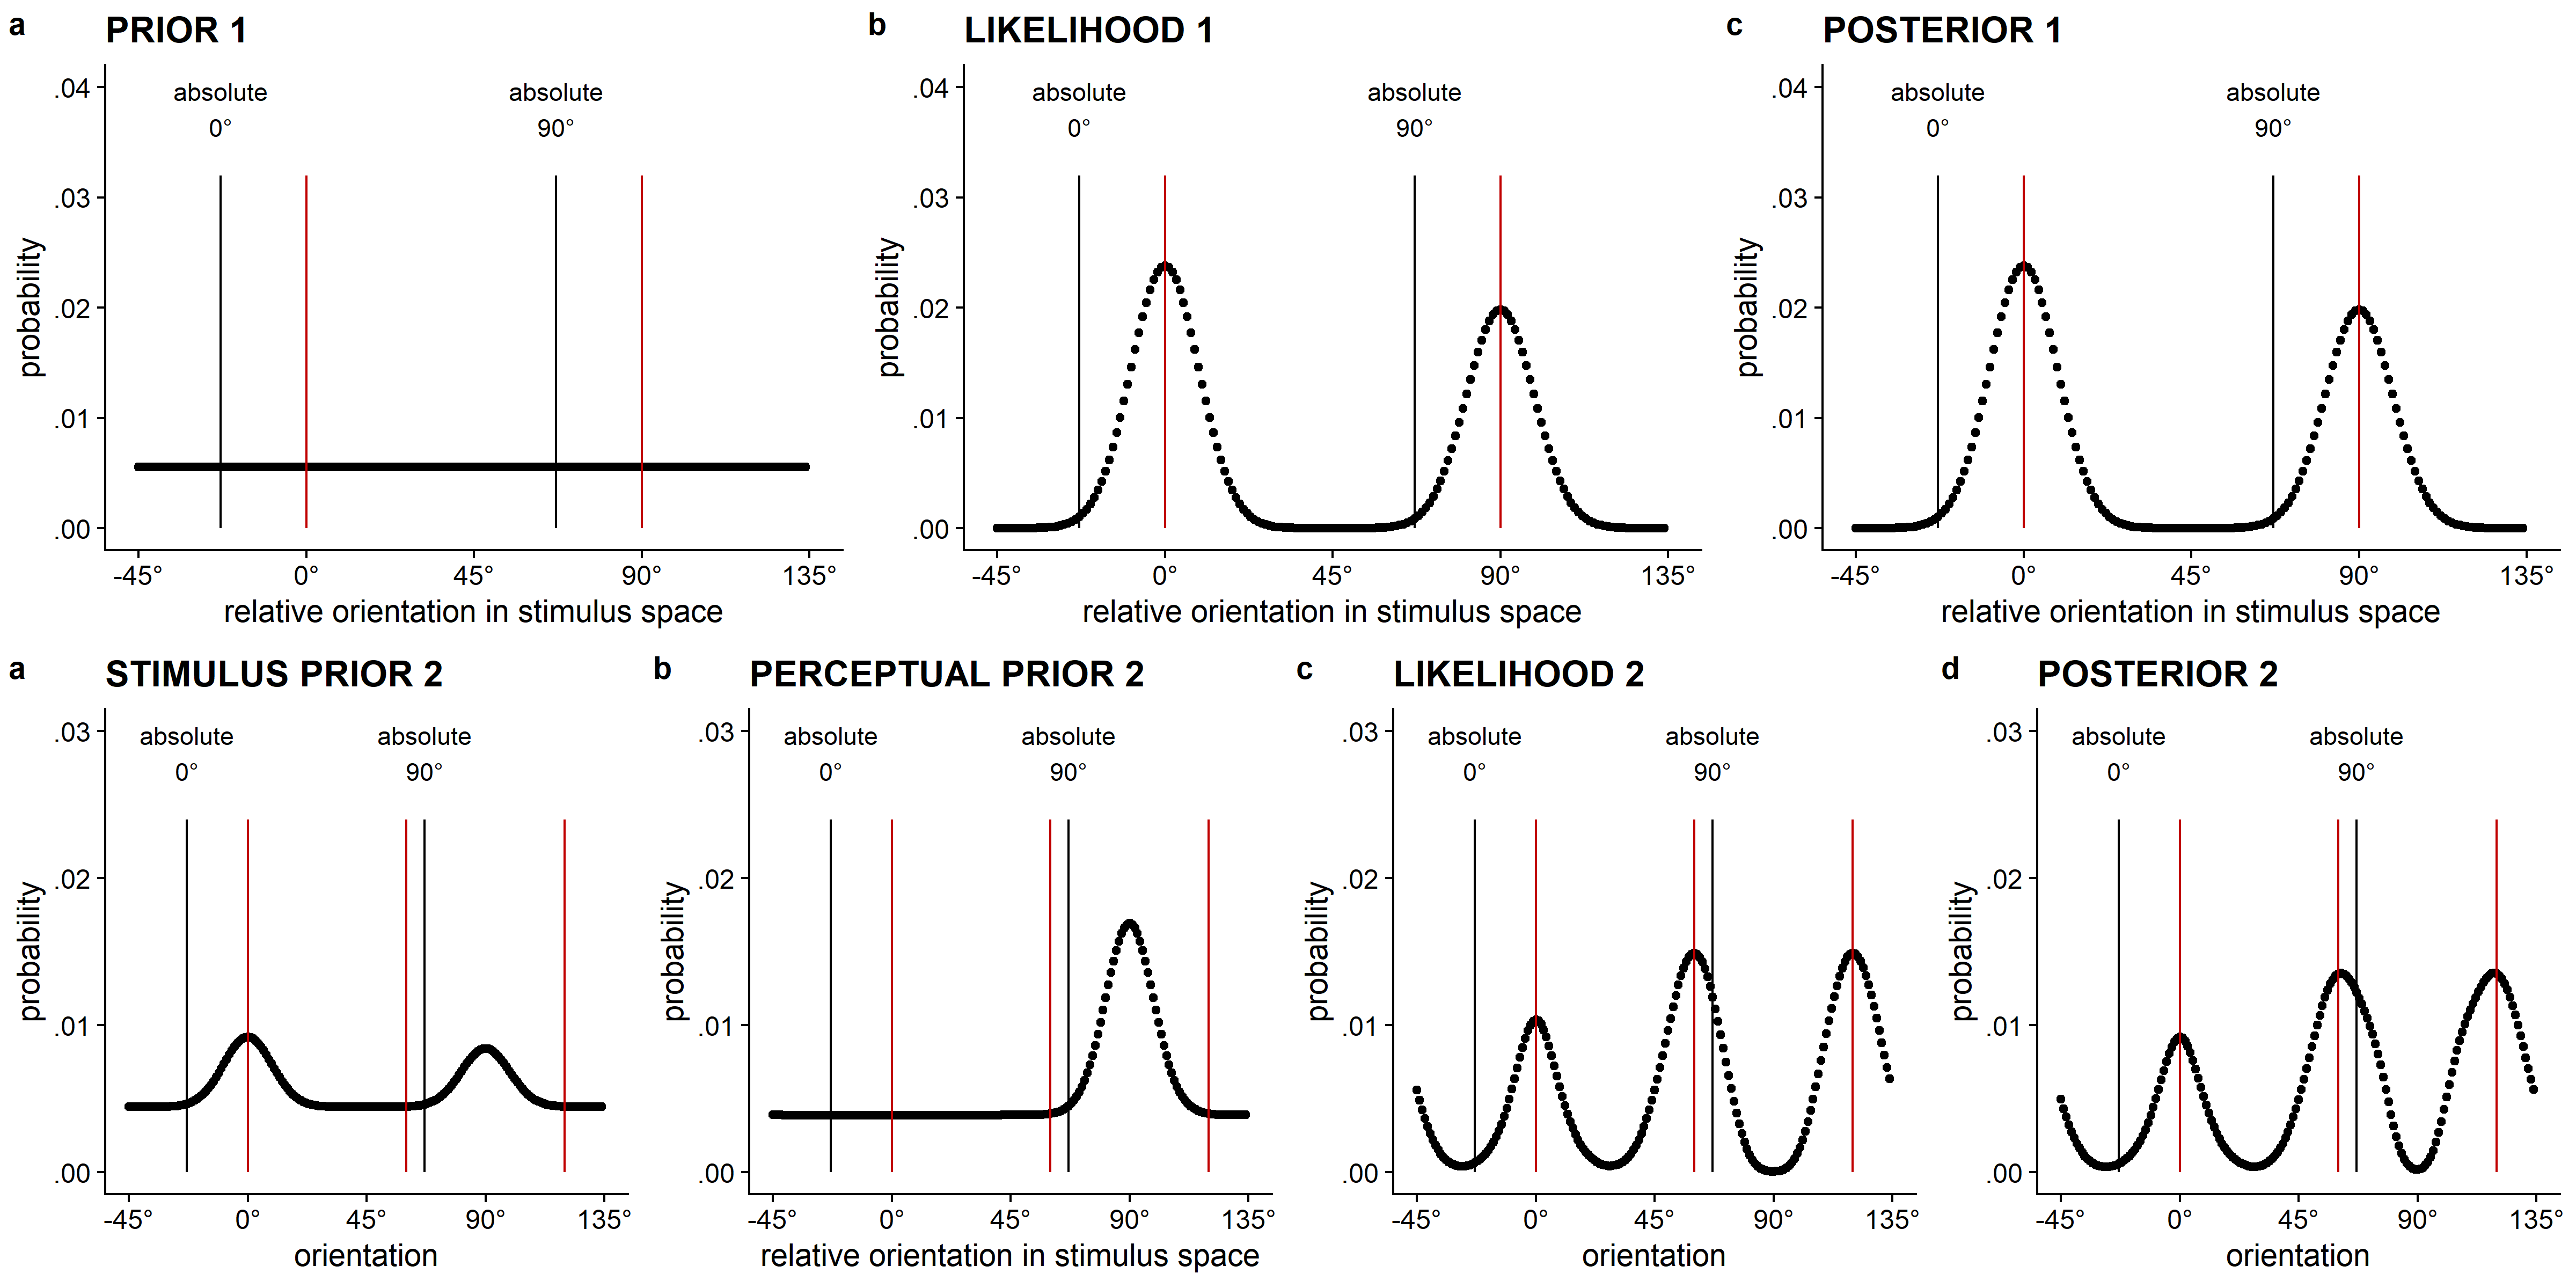 a PRIOR 1
.04
.03
.02
.01
.00
probability
absolute
0°
absolute
90°
-45° 0° 45° 90° 135°
relative orientation in stimulus space
b LIKELIHOOD 1
.04
.03
.02
.01
.00
probability
absolute
0°
absolute
90°
-45° 0° 45° 90° 135°
relative orientation in stimulus space
c POSTERIOR 1
.04
.03
.02
.01
.00
probability
absolute
0°
absolute
90°
-45° 0° 45° 90° 135°
relative orientation in stimulus space
a STIMULUS PRIOR 2
.03
.02
.01
.00
probability
absolute
0°
absolute
90°
-45° 0° 45° 90° 135°
orientation
b PERCEPTUAL PRIOR 2
.03
.02
.01
.00
probability
absolute
0°
absolute
90°
-45° 0° 45° 90° 135°
relative orientation in stimulus space
c LIKELIHOOD 2
.03
.02
.01
.00
probability
absolute
0°
absolute
90°
-45° 0° 45° 90° 135°
orientation
d POSTERIOR 2
.03
.02
.01
.00
probability
absolute
0°
absolute
90°
-45° 0° 45° 90° 135°
orientation